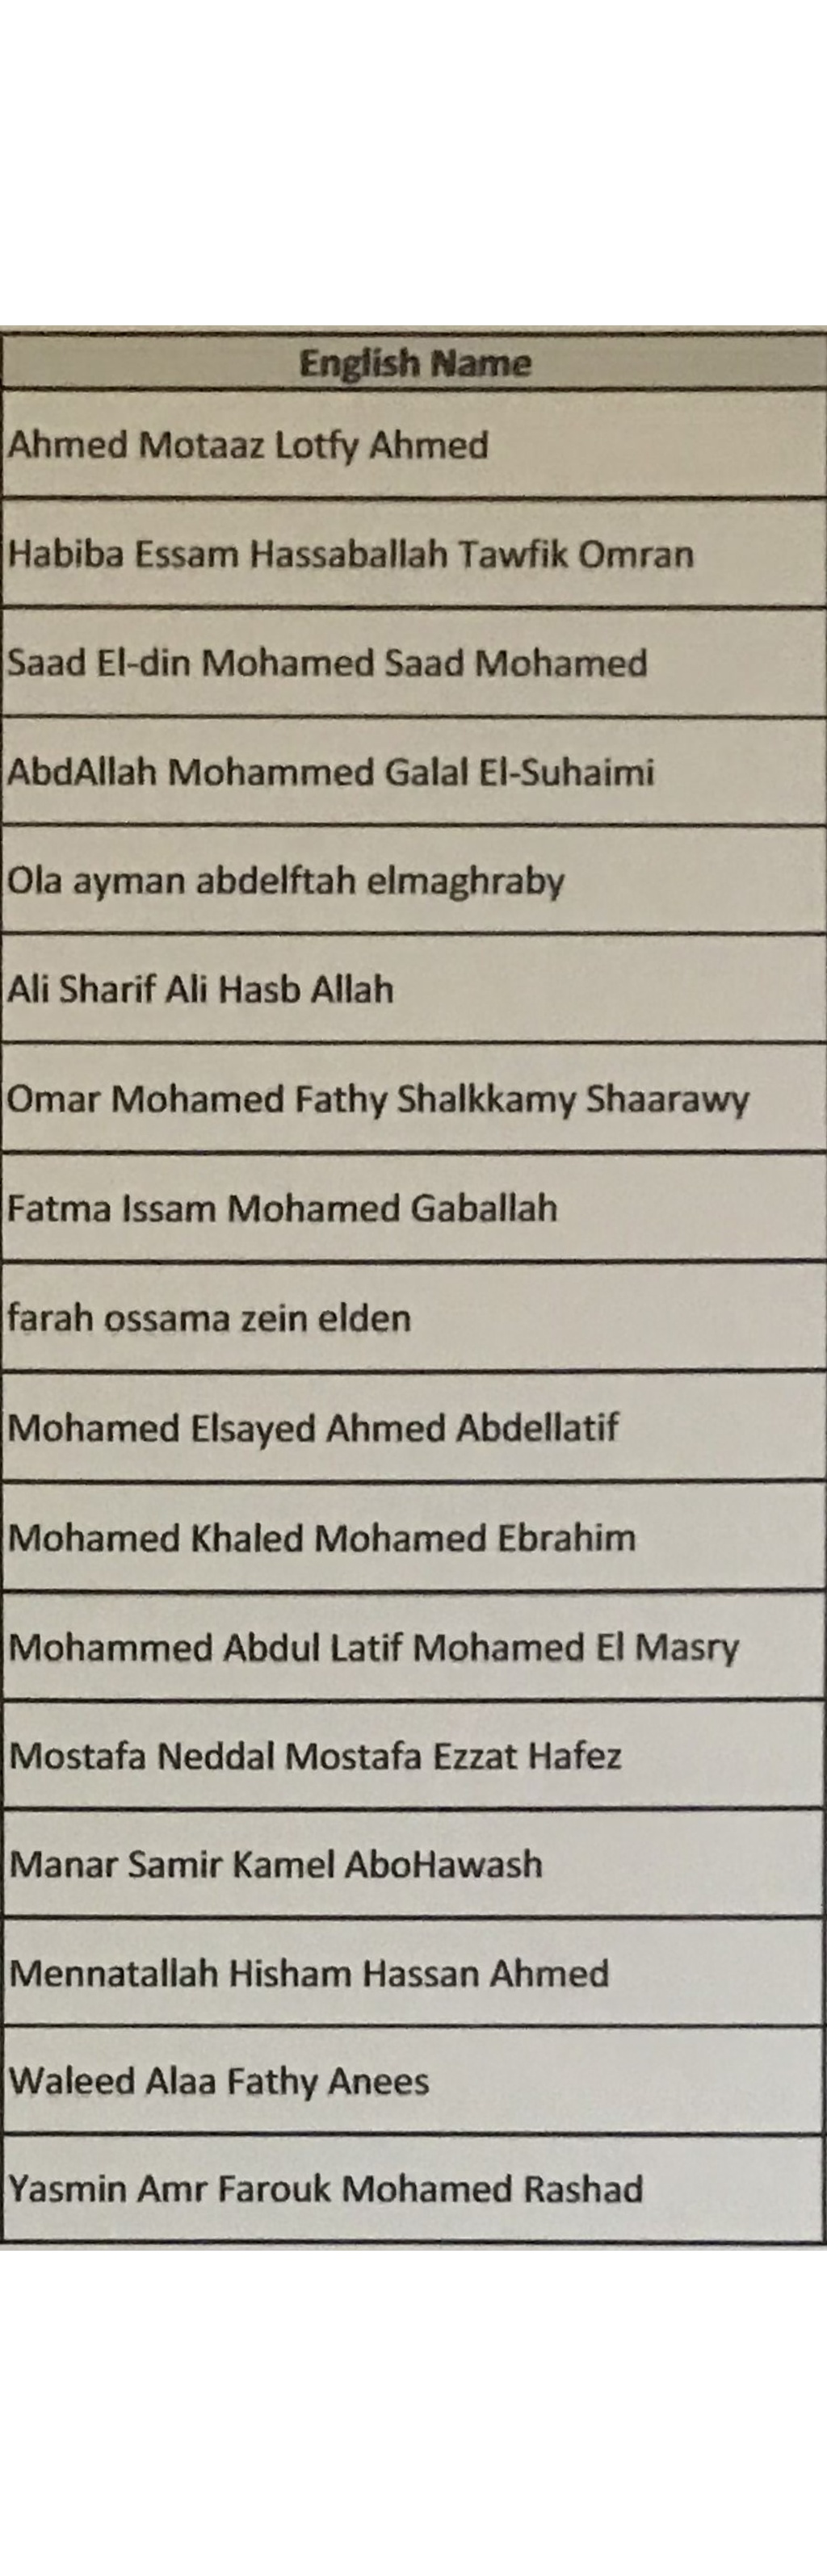 English Name
Ahmed Motaaz Lotfy Ahmed
Habiba Essam Hassaballah Tawfik Omran
Saad El-din Mohamed Saad Mohamed
AbdAllah Mohammed Galal El-Suhaimi
Ola ayman abdelftah elmaghraby
Ali Sharif Ali Hasb Allah
Omar Mohamed Fathy Shalkkamy Shaarawy
Fatma Issam Mohamed Gaballah
farah ossama zein elden
Mohamed Elsayed Ahmed Abdellatif
Mohamed Khaled Mohamed Ebrahim
Mohammed Abdul Latif Mohamed El Masry
Mostafa Neddal Mostafa Ezzat Hafez
Manar Samir Kamel AboHawash
Mennatallah Hisham Hassan Ahmed
Waleed Alaa Fathy Anees
Yasmin Amr Farouk Mohamed Rashad